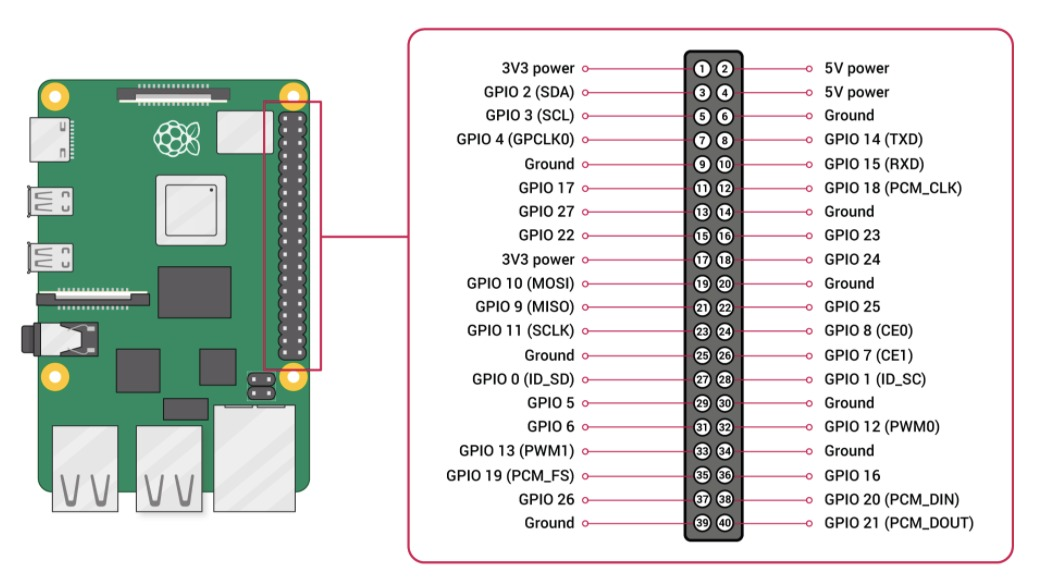 3V3 power 1 2 5V power
GPIO 2 (SDA) 3 4 5V power
GPIO 3 (SCL) 5 6 Ground
GPIO 4 (GPCLK0) 7 8 GPIO 14 (TXD)
Ground 9 10 GPIO 15 (RXD)
GPIO 17 11 12 GPIO 18 (PCM_CLK)
GPIO 27 13 14 Ground
GPIO 22 15 16 GPIO 23
3V3 power 17 18 GPIO 24
GPIO 10 (MOSI) 19 20 Ground
GPIO 9 (MISO) 21 22 GPIO 25
GPIO 11 (SCLK) 23 24 GPIO 8 (CE0)
Ground 25 26 GPIO 7 (CE1)
GPIO 0 (ID_SD) 27 28 GPIO 1 (ID_SC)
GPIO 5 29 30 Ground
GPIO 6 31 32 GPIO 12 (PWM0)
GPIO 13 (PWM1) 33 34 Ground
GPIO 19 (PCM_FS) 35 36 GPIO 16
GPIO 26 37 38 GPIO 20 (PCM_DIN)
Ground 39 40 GPIO 21 (PCM_DOUT)